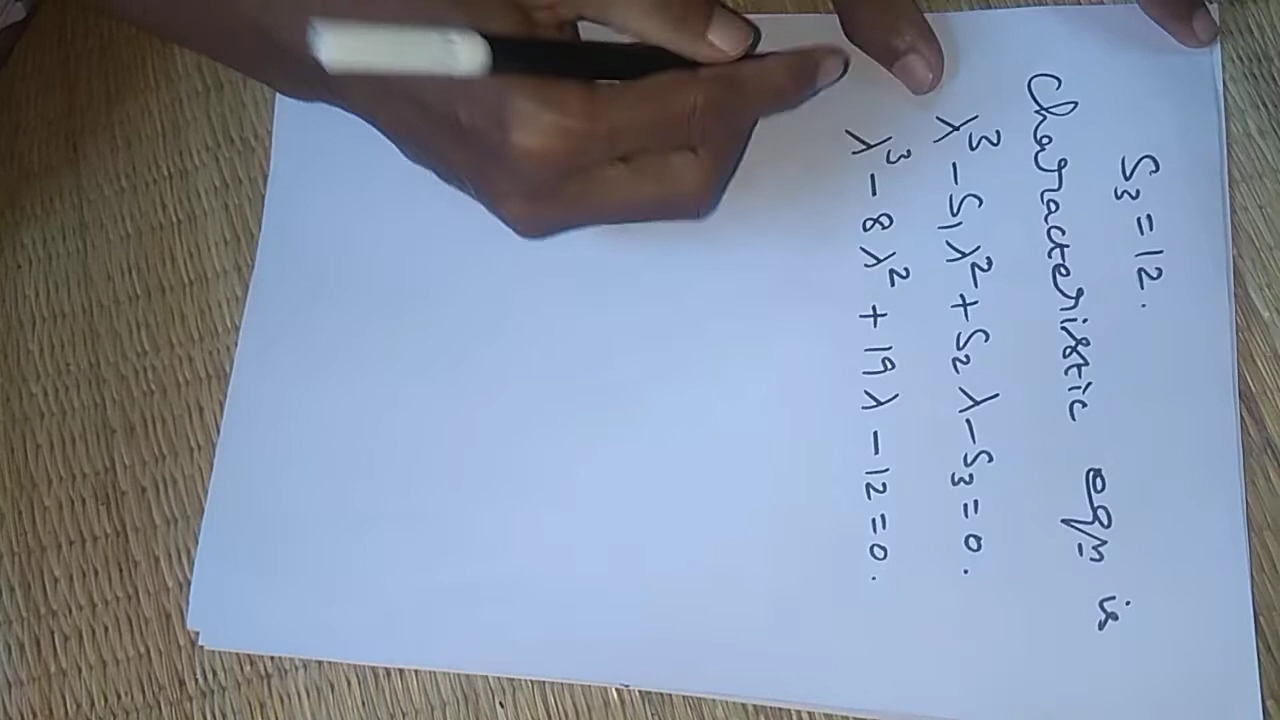 S₃ = 12.
Characteristic eqn is
λ³ - S₁λ² + S₂λ - S₃ = 0.
λ³ - 8λ² + 19λ - 12 = 0.